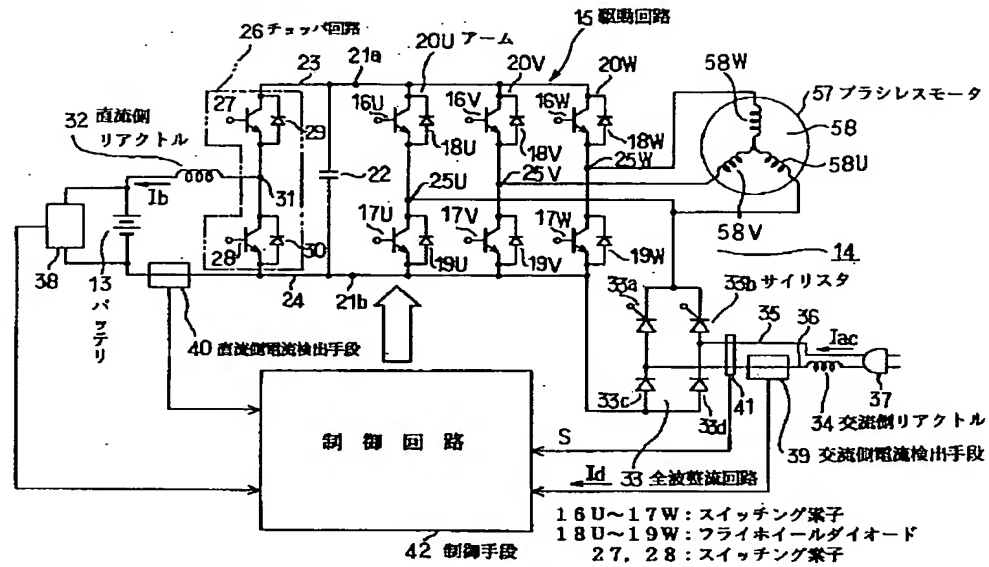 26 チョッパ回路
15 駆動回路
20U アーム
23
21a
20V
20W
58W
57 ブラシレスモータ
32 直流側
リアクトル
27
29
16U
16V
16W
18U
18V
18W
25W
58
58U
31
22
25U
25V
58V
Ib
38
13 バッテリ
28
30
17U
17V
17W
19U
19V
19W
14
24
21b
33a
33b サイリスタ
35
36
Iac
37
40 直流側電流検出手段
33c
33d
41
34 交流側リアクトル
39 交流側電流検出手段
制御回路
S
Id
33 全波整流回路
42 制御手段
16U~17W:スイッチング素子
18U~19W:フライホイールダイオード
27,28:スイッチング素子